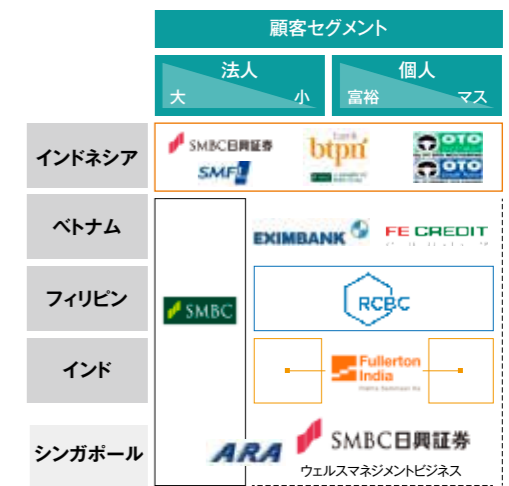 顧客セグメント
法人
大 小
個人
富裕 マス
インドネシア
SMBC日興証券
SMFL
bank
btpn
OTO
OTO
ベトナム
EXIMBANK
FE CREDIT
フィリピン
SMBC
RCBC
インド
Fullerton
India
シンガポール
ARA
SMBC日興証券
ウェルスマネジメントビジネス